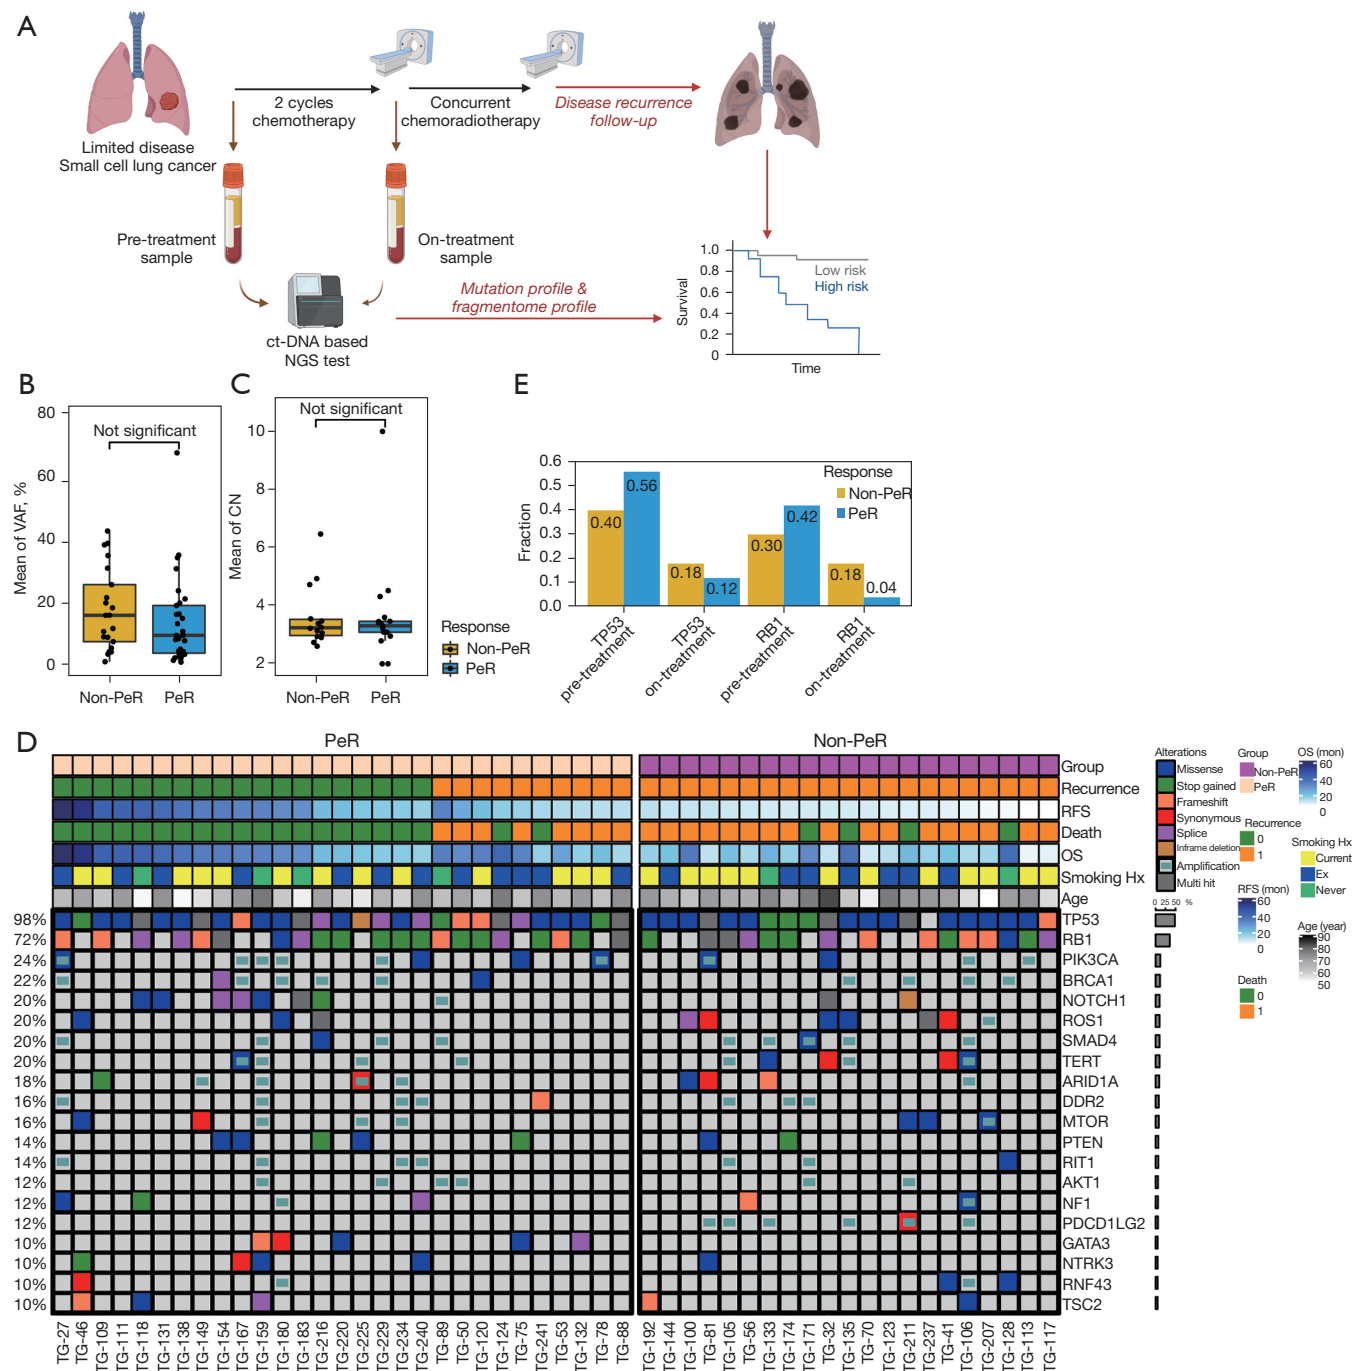 A
Limited disease
Small cell lung cancer
2 cycles
chemotherapy
Concurrent
chemoradiotherapy
Disease recurrence
follow-up
Pre-treatment
sample
On-treatment
sample
ct-DNA based
NGS test
Mutation profile &
fragmentome profile
Survival
1.0
0.8
0.6
0.4
0.2
0
Low risk
High risk
Time
B
Mean of VAF, %
80
60
40
20
0
Not significant
Non-PeR PeR
C
Mean of CN
10
8
6
4
2
Not significant
Non-PeR PeR
Response
Non-PeR
PeR
E
Fraction
0.6
0.5
0.4
0.3
0.2
0.1
0.0
0.40 0.56 0.18 0.12 0.30 0.42 0.18 0.04
Response
Non-PeR
PeR
TP53
pre-treatment
TP53
on-treatment
RB1
pre-treatment
RB1
on-treatment
D
PeR Non-PeR
Group
Recurrence
RFS
Death
OS
Smoking Hx
Age
98% TP53
72% RB1
24% PIK3CA
22% BRCA1
20% NOTCH1
20% ROS1
20% SMAD4
20% TERT
18% ARID1A
16% DDR2
16% MTOR
14% PTEN
14% RIT1
12% AKT1
12% NF1
12% PDCD1LG2
10% GATA3
10% NTRK3
10% RNF43
10% TSC2
TG-27 TG-46 TG-109 TG-111 TG-118 TG-131 TG-138 TG-149 TG-154 TG-167 TG-159 TG-180 TG-183 TG-216 TG-220 TG-225 TG-229 TG-234 TG-240 TG-89 TG-50 TG-120 TG-124 TG-75 TG-241 TG-53 TG-132 TG-78 TG-88
TG-192 TG-144 TG-100 TG-81 TG-105 TG-56 TG-133 TG-174 TG-171 TG-32 TG-135 TG-70 TG-123 TG-211 TG-237 TG-41 TG-106 TG-207 TG-128 TG-113 TG-117
Alterations
Missense
Stop gained
Frameshift
Synonymous
Splice
Inframe deletion
Amplification
Multi hit
0 25 50 %
Group
Non-PeR
PeR
Recurrence
0
1
RFS (mon)
60
40
20
0
Death
0
1
OS (mon)
60
40
20
0
Smoking Hx
Current
Ex
Never
Age (year)
90
80
70
60
50